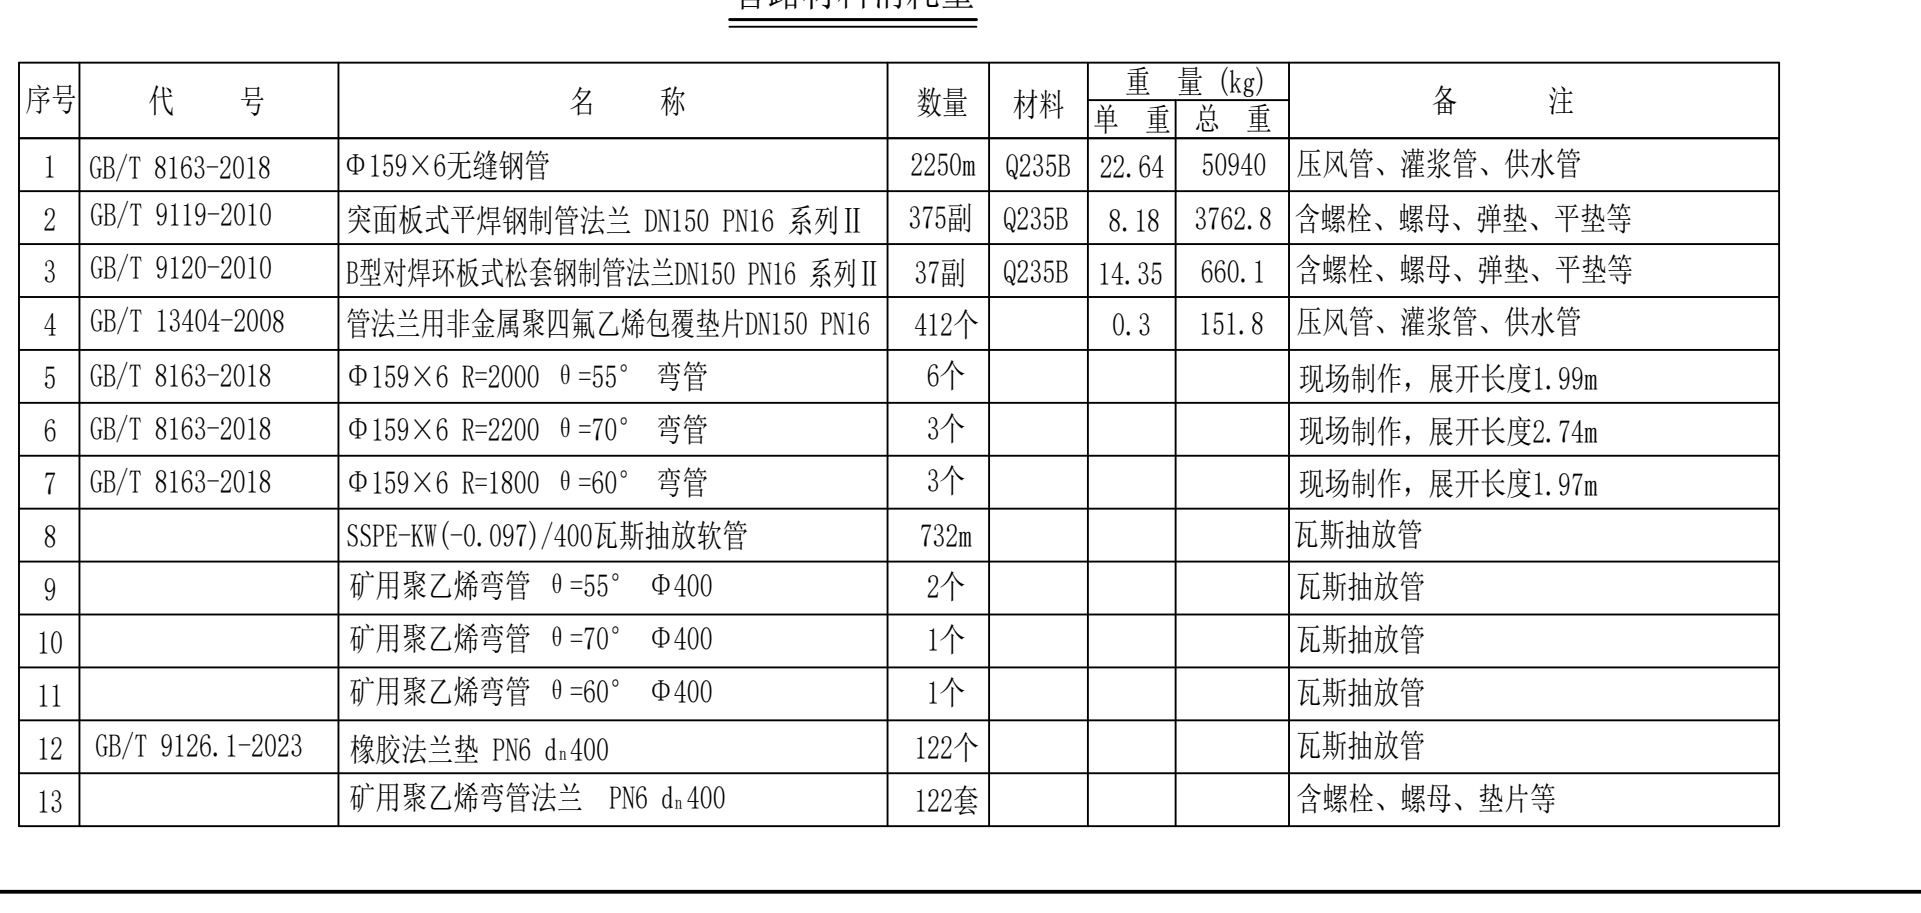 管路材料消耗量
序号 代 号 名 称 数量 材料 重 量 (kg) 备 注
单 重 总 重
1 GB/T 8163-2018 Φ159×6无缝钢管 2250m Q235B 22.64 50940 压风管、灌浆管、供水管
2 GB/T 9119-2010 突面板式平焊钢制管法兰 DN150 PN16 系列Ⅱ 375副 Q235B 8.18 3762.8 含螺栓、螺母、弹垫、平垫等
3 GB/T 9120-2010 B型对焊环板式松套钢制管法兰DN150 PN16 系列Ⅱ 37副 Q235B 14.35 660.1 含螺栓、螺母、弹垫、平垫等
4 GB/T 13404-2008 管法兰用非金属聚四氟乙烯包覆垫片DN150 PN16 412个 0.3 151.8 压风管、灌浆管、供水管
5 GB/T 8163-2018 Φ159×6 R=2000 θ=55° 弯管 6个 现场制作，展开长度1.99m
6 GB/T 8163-2018 Φ159×6 R=2200 θ=70° 弯管 3个 现场制作，展开长度2.74m
7 GB/T 8163-2018 Φ159×6 R=1800 θ=60° 弯管 3个 现场制作，展开长度1.97m
8 SSPE-KW(-0.097)/400瓦斯抽放软管 732m 瓦斯抽放管
9 矿用聚乙烯弯管 θ=55° Φ400 2个 瓦斯抽放管
10 矿用聚乙烯弯管 θ=70° Φ400 1个 瓦斯抽放管
11 矿用聚乙烯弯管 θ=60° Φ400 1个 瓦斯抽放管
12 GB/T 9126.1-2023 橡胶法兰垫 PN6 dn400 122个 瓦斯抽放管
13 矿用聚乙烯弯管法兰 PN6 dn400 122套 含螺栓、螺母、垫片等